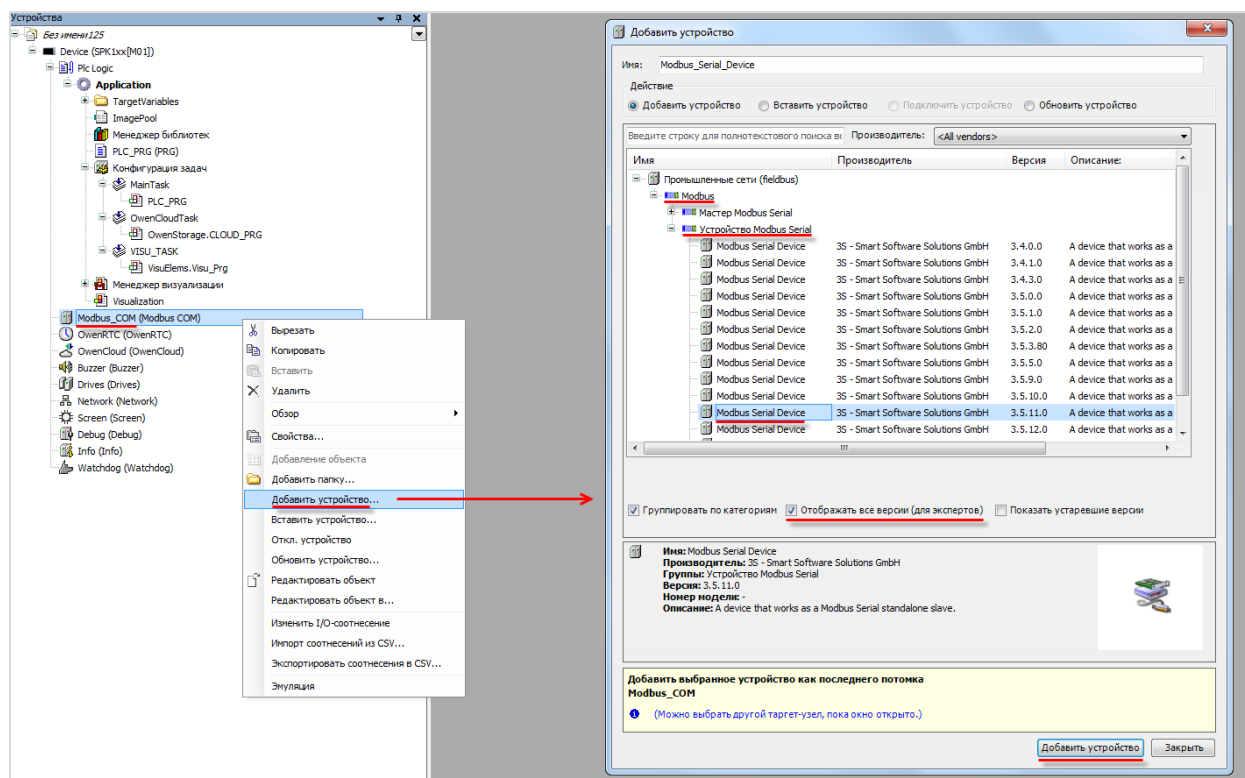 Устройства
Без имени125
Device (SPK1xx[M01])
Plc Logic
Application
TargetVariables
ImagePool
Менеджер библиотек
PLC_PRG (PRG)
Конфигурация задач
MainTask
PLC_PRG
OwenCloudTask
OwenStorage.CLOUD_PRG
VISU_TASK
VisuElems.Visu_Prg
Менеджер визуализации
Visualization
Modbus_COM (Modbus COM)
OwenRTC (OwenRTC)
OwenCloud (OwenCloud)
Buzzer (Buzzer)
Drives (Drives)
Network (Network)
Screen (Screen)
Debug (Debug)
Info (Info)
Watchdog (Watchdog)
Вырезать
Копировать
Вставить
Удалить
Обзор
Свойства...
Добавление объекта
Добавить папку...
Добавить устройство...
Вставить устройство...
Откл. устройство
Обновить устройство...
Редактировать объект
Редактировать объект в...
Изменить I/O-соотнесение
Импорт соотнесений из CSV...
Экспортировать соотнесения в CSV...
Эмуляция
Добавить устройство
Имя: Modbus_Serial_Device
Действие
Добавить устройство Вставить устройство Подключить устройство Обновить устройство
Введите строку для полнотекстового поиска вс Производитель: <All vendors>
Имя Производитель Версия Описание:
Промышленные сети (fieldbus)
Modbus
Мастер Modbus Serial
Устройство Modbus Serial
Modbus Serial Device 3S - Smart Software Solutions GmbH 3.4.0.0 A device that works as a
Modbus Serial Device 3S - Smart Software Solutions GmbH 3.4.1.0 A device that works as a
Modbus Serial Device 3S - Smart Software Solutions GmbH 3.4.3.0 A device that works as a
Modbus Serial Device 3S - Smart Software Solutions GmbH 3.5.0.0 A device that works as a
Modbus Serial Device 3S - Smart Software Solutions GmbH 3.5.1.0 A device that works as a
Modbus Serial Device 3S - Smart Software Solutions GmbH 3.5.2.0 A device that works as a
Modbus Serial Device 3S - Smart Software Solutions GmbH 3.5.3.80 A device that works as a
Modbus Serial Device 3S - Smart Software Solutions GmbH 3.5.5.0 A device that works as a
Modbus Serial Device 3S - Smart Software Solutions GmbH 3.5.9.0 A device that works as a
Modbus Serial Device 3S - Smart Software Solutions GmbH 3.5.10.0 A device that works as a
Modbus Serial Device 3S - Smart Software Solutions GmbH 3.5.11.0 A device that works as a
Modbus Serial Device 3S - Smart Software Solutions GmbH 3.5.12.0 A device that works as a
Группировать по категориям Отображать все версии (для экспертов) Показать устаревшие версии
Имя: Modbus Serial Device
Производитель: 3S - Smart Software Solutions GmbH
Группы: Устройство Modbus Serial
Версия: 3.5.11.0
Номер модели: -
Описание: A device that works as a Modbus Serial standalone slave.
Добавить выбранное устройство как последнего потомка
Modbus_COM
(Можно выбрать другой таргет-узел, пока окно открыто.)
Добавить устройство Закрыть